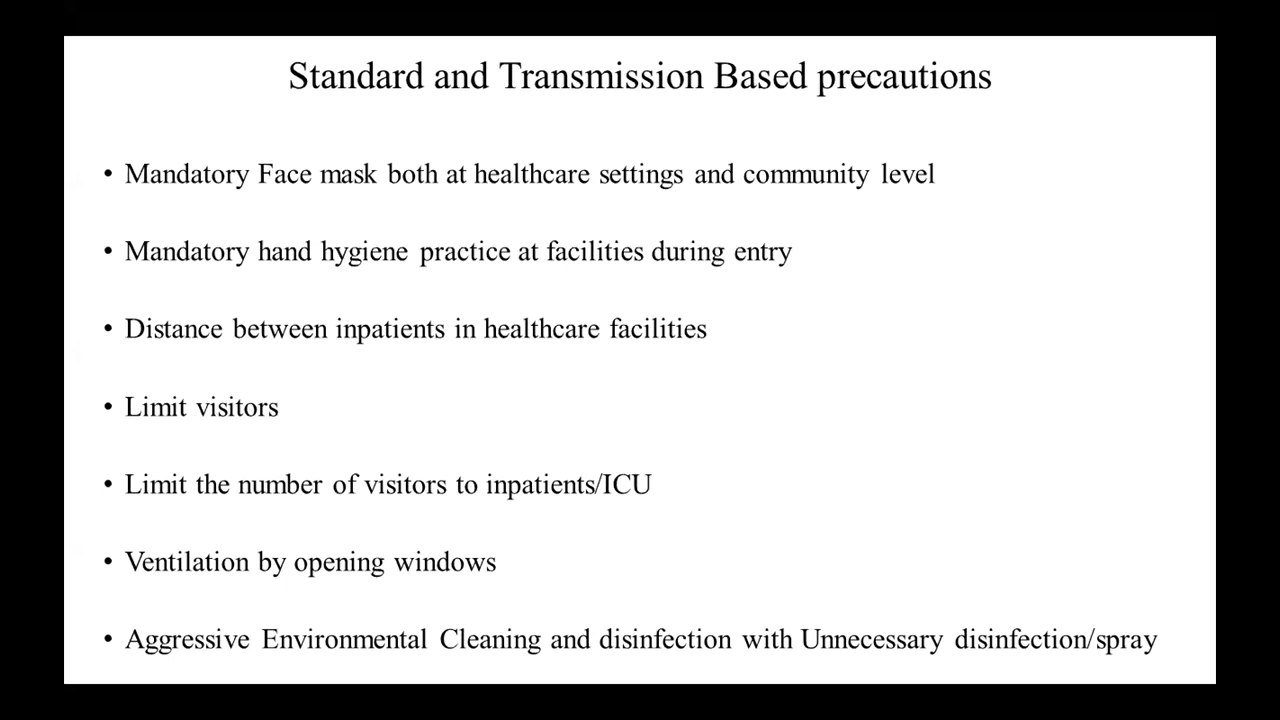 Standard and Transmission Based precautions
• Mandatory Face mask both at healthcare settings and community level
• Mandatory hand hygiene practice at facilities during entry
• Distance between inpatients in healthcare facilities
• Limit visitors
• Limit the number of visitors to inpatients/ICU
• Ventilation by opening windows
• Aggressive Environmental Cleaning and disinfection with Unnecessary disinfection/spray